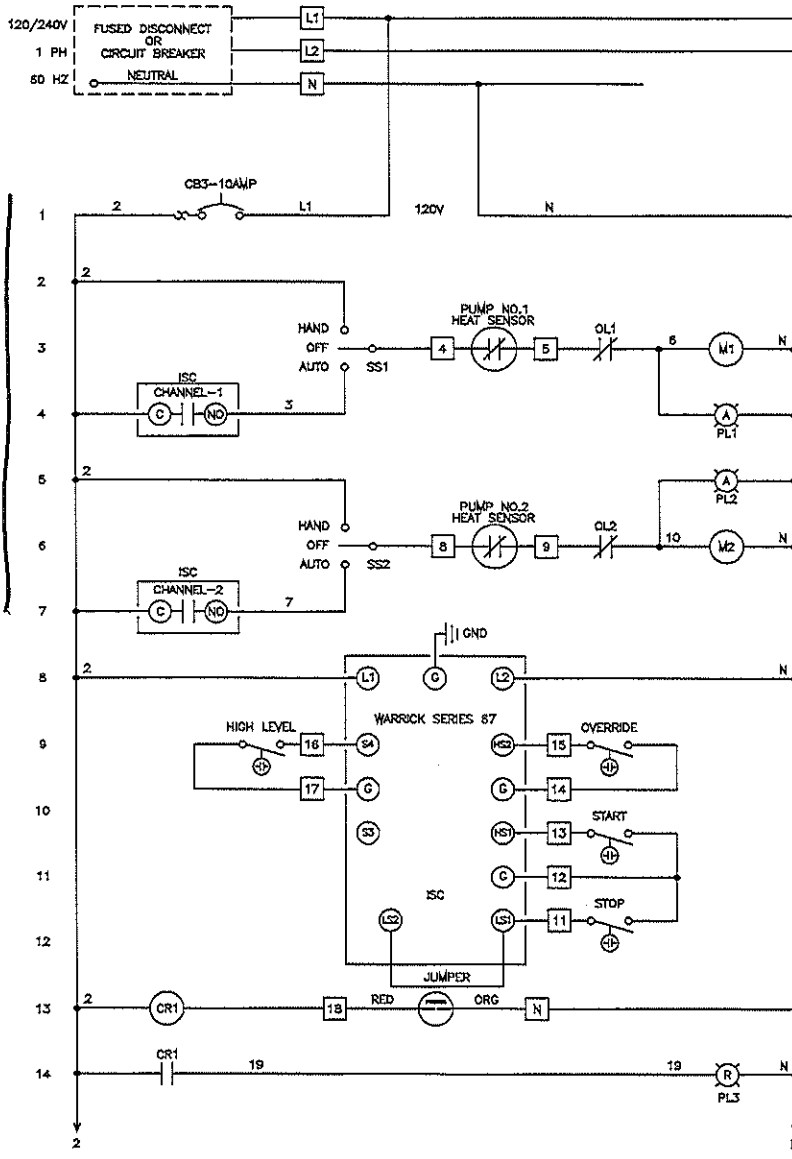 120/240V FUSED DISCONNECT L1
OR
1 PH CIRCUIT BREAKER L2
60 HZ NEUTRAL N
CB3-10AMP
1 2 L1 120V N
2 2
PUMP NO.1
HEAT SENSOR
HAND OL1
3 OFF SS1 4 5 6 M1 N
AUTO
ISC
CHANNEL-1
4 C NO 3 A
PL1
5 2 A
PL2
PUMP NO.2
HEAT SENSOR
HAND OL2
6 OFF SS2 8 9 10 M2 N
AUTO
ISC
CHANNEL-2
7 C NO 7
GND
8 2 L1 G L2 N
WARRICK SERIES 67
HIGH LEVEL OVERRIDE
9 16 S4 HS2 15
17 G G 14
10 START
S3 HS1 13
11 G 12
ISC STOP
LS2 LS1 11
12
JUMPER
13 2 CR1 18 RED ORG N
CR1
14 19 19 R N
PL3
2